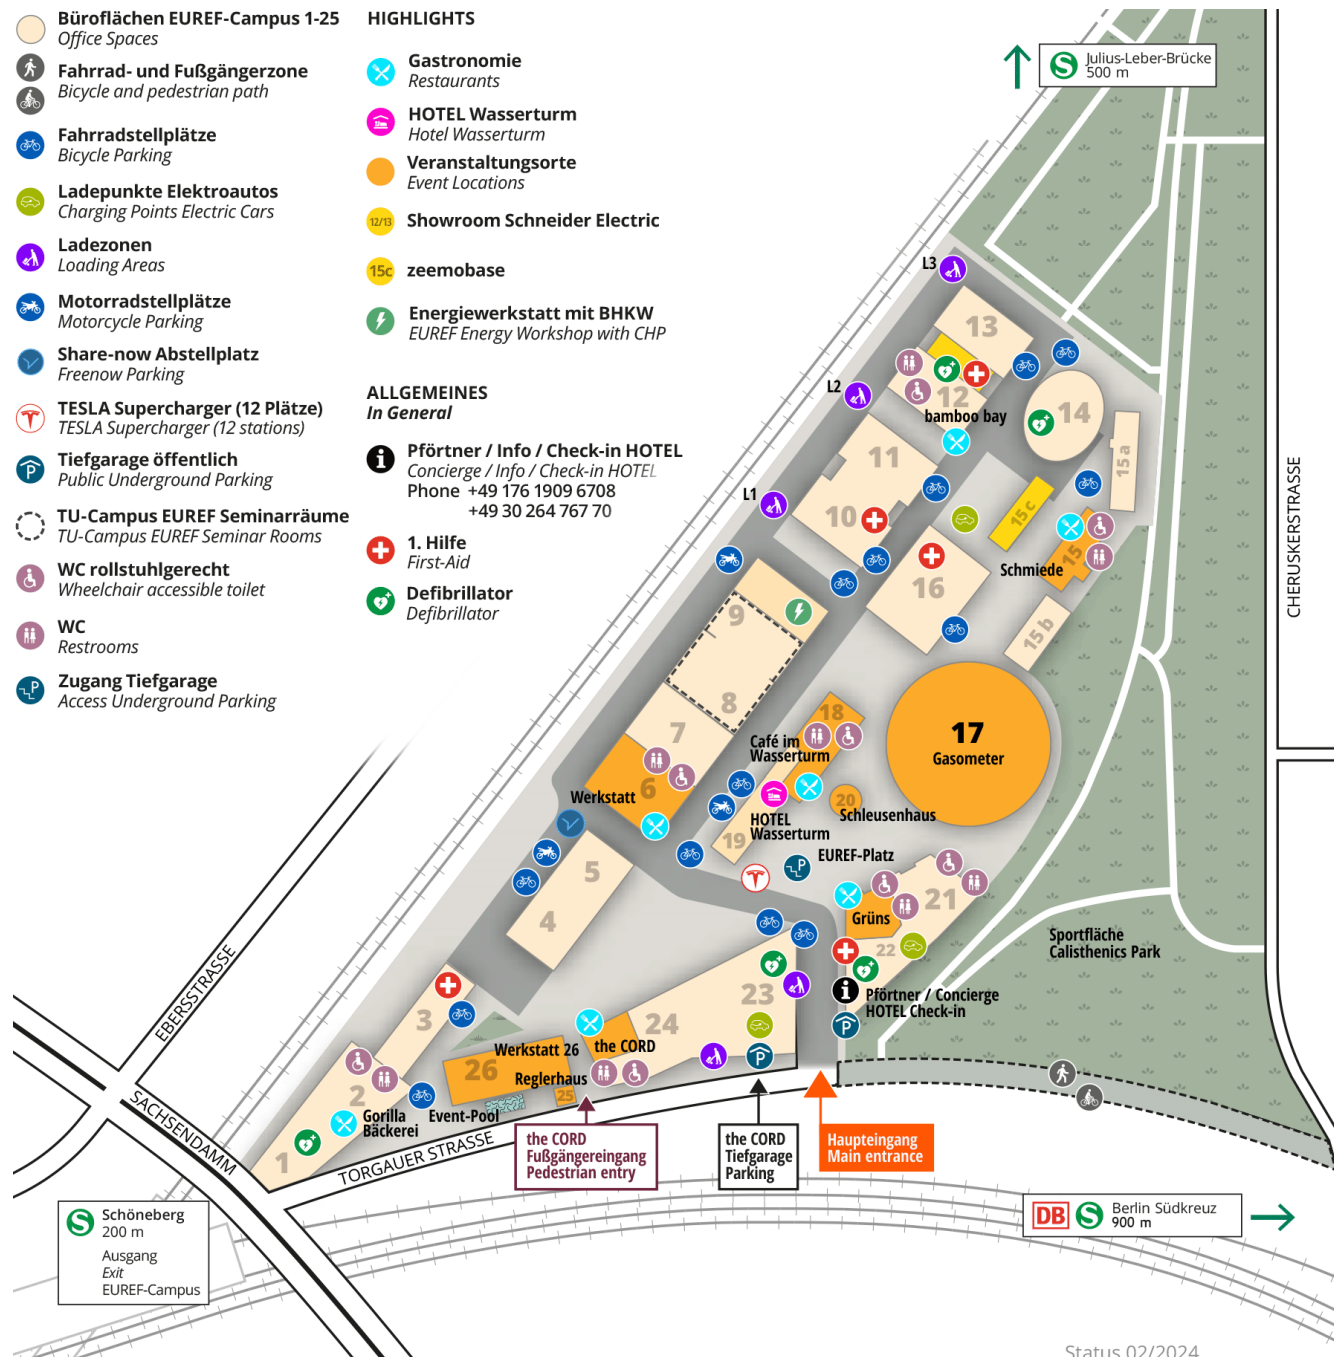 Büroflächen EUREF-Campus 1-25
Office Spaces
Fahrrad- und Fußgängerzone
Bicycle and pedestrian path
Fahrradstellplätze
Bicycle Parking
Ladepunkte Elektroautos
Charging Points Electric Cars
Ladezonen
Loading Areas
Motorradstellplätze
Motorcycle Parking
Share-now Abstellplatz
Freenow Parking
TESLA Supercharger (12 Plätze)
TESLA Supercharger (12 stations)
Tiefgarage öffentlich
Public Underground Parking
TU-Campus EUREF Seminarräume
TU-Campus EUREF Seminar Rooms
WC rollstuhlgerecht
Wheelchair accessible toilet
WC
Restrooms
Zugang Tiefgarage
Access Underground Parking
HIGHLIGHTS
Gastronomie
Restaurants
HOTEL Wasserturm
Hotel Wasserturm
Veranstaltungsorte
Event Locations
12/13
Showroom Schneider Electric
15c
zeemobase
Energiewerkstatt mit BHKW
EUREF Energy Workshop with CHP
ALLGEMEINES
In General
Pförtner / Info / Check-in HOTEL
Concierge / Info / Check-in HOTEL
Phone +49 176 1909 6708
+49 30 264 767 70
1. Hilfe
First-Aid
Defibrillator
Defibrillator
S
Julius-Leber-Brücke
500 m
CHERUSKERSTRASSE
L3
13
L2
12
bamboo bay
14
11
15a
L1
10
15c
15
Schmiede
16
9
15b
8
7
18
17
Gasometer
Café im
Wasserturm
6
Werkstatt
20
Schleusenhaus
HOTEL
Wasserturm
19
EUREF-Platz
5
4
21
Grüns
22
Sportfläche
Calisthenics Park
Pförtner / Concierge
HOTEL Check-in
23
24
the CORD
3
Werkstatt 26
26
Reglerhaus
25
2
Gorilla
Bäckerei
Event-Pool
1
EBERSSTRASSE
SACHSENDAMM
TORGAUER STRASSE
the CORD
Fußgängereingang
Pedestrian entry
the CORD
Tiefgarage
Parking
Haupteingang
Main entrance
S
Schöneberg
200 m
Ausgang
Exit
EUREF-Campus
DB
S
Berlin Südkreuz
900 m
Status 02/2024